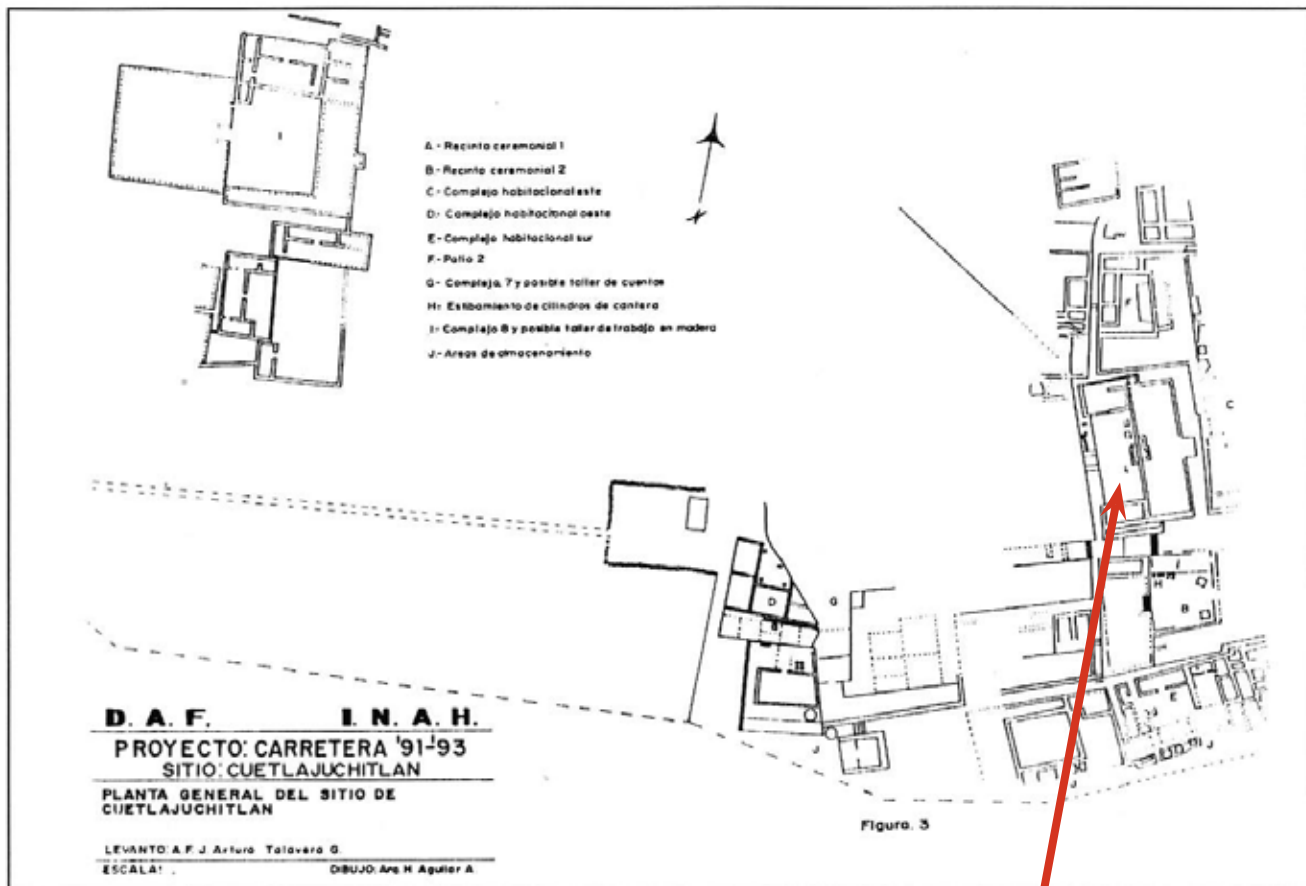 A.- Recinto ceremonial 1
B.- Recinto ceremonial 2
C.- Complejo habitacional este
D.- Complejo habitacional oeste
E.- Complejo habitacional sur
F.- Patio 2
G.- Complejo, 7 y posible taller de cuentas
H.- Estibamiento de cilindros de cantera
I.- Complejo 8 y posible taller de trabajo en madera
J.- Areas de almacenamiento
I
F
C
H
B
D
G
E
J
J
J
Figura. 3
D. A. F. I. N. A. H.
PROYECTO: CARRETERA '91-'93
SITIO: CUETLAJUCHITLAN
PLANTA GENERAL DEL SITIO DE
CUETLAJUCHITLAN
LEVANTO: A.F. J. Arturo Talavera G.
ESCALA:
DIBUJO: Arq. H. Aguilar A.